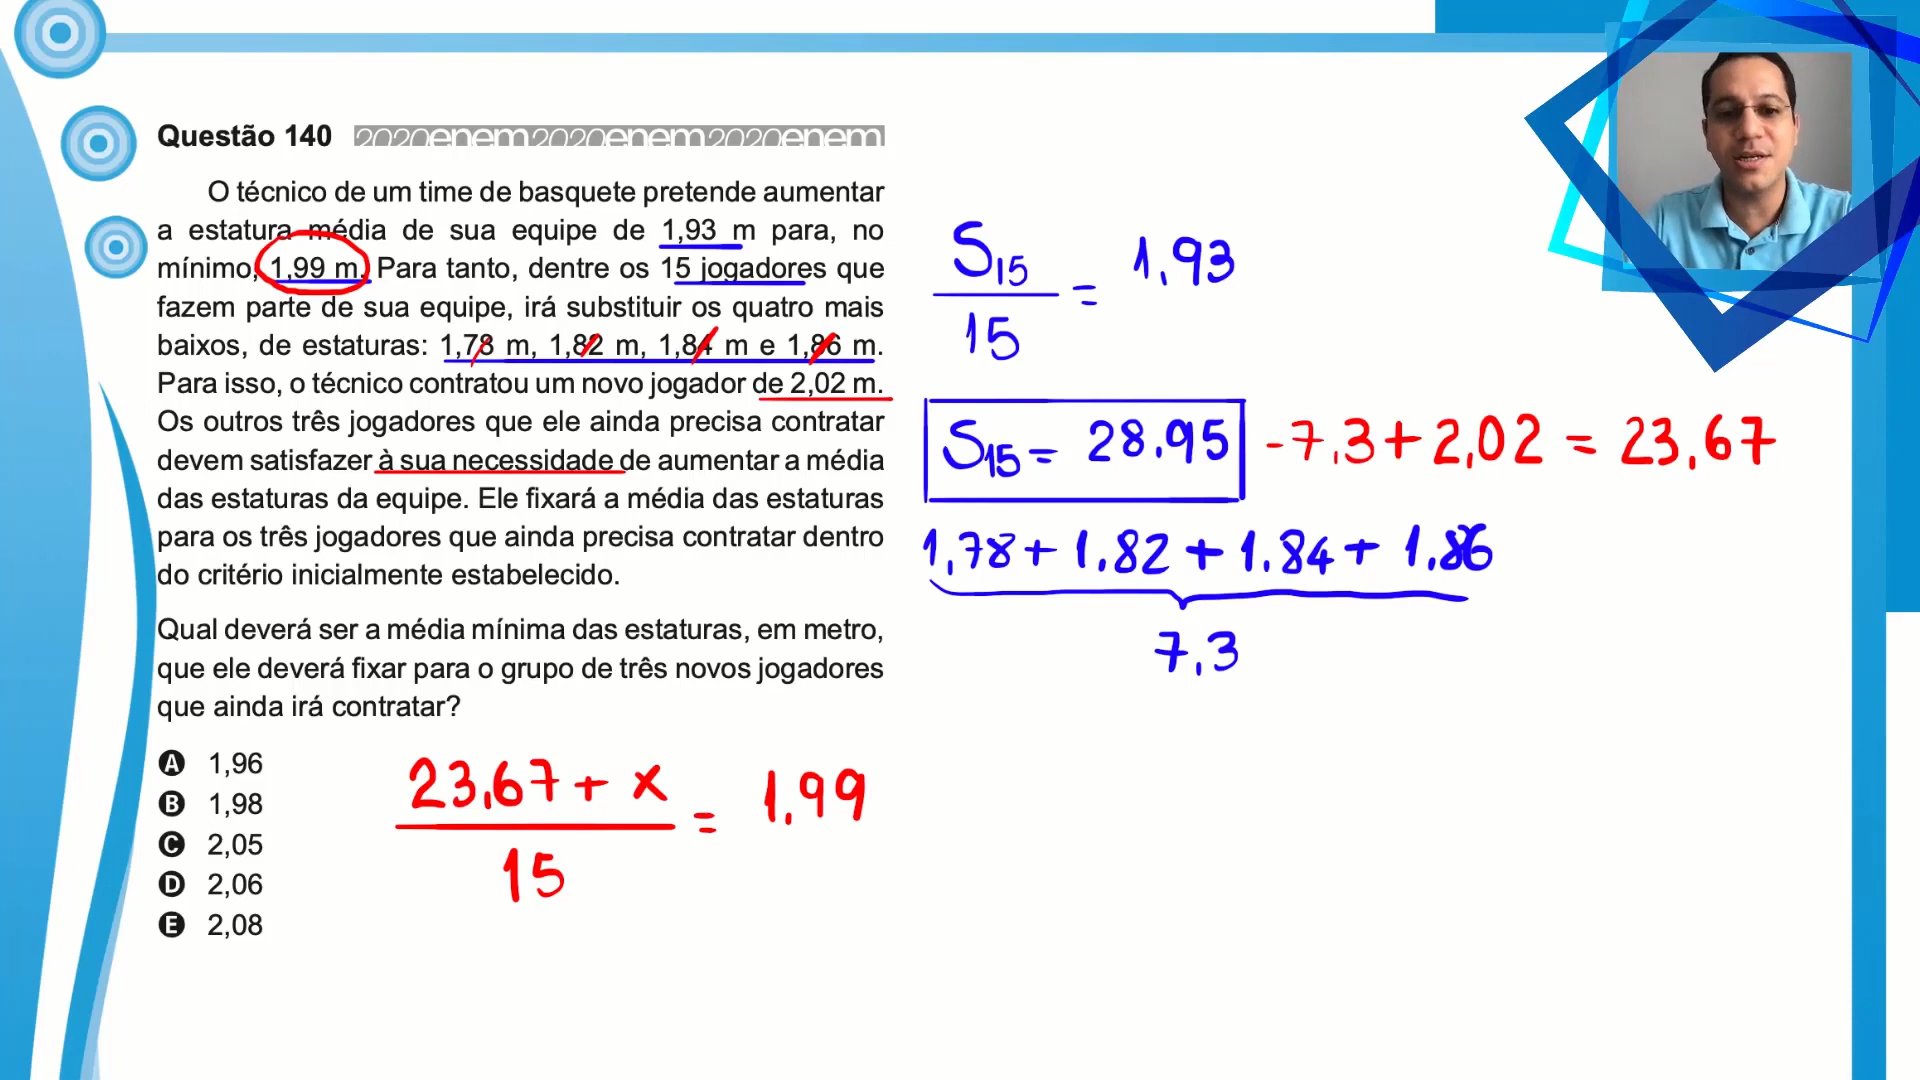 Questão 140 2020enem2020enem2020enem
O técnico de um time de basquete pretende aumentar
a estatura média de sua equipe de 1,93 m para, no
mínimo, 1,99 m. Para tanto, dentre os 15 jogadores que
fazem parte de sua equipe, irá substituir os quatro mais
baixos, de estaturas: 1,78 m, 1,82 m, 1,84 m e 1,86 m.
Para isso, o técnico contratou um novo jogador de 2,02 m.
Os outros três jogadores que ele ainda precisa contratar
devem satisfazer à sua necessidade de aumentar a média
das estaturas da equipe. Ele fixará a média das estaturas
para os três jogadores que ainda precisa contratar dentro
do critério inicialmente estabelecido.
Qual deverá ser a média mínima das estaturas, em metro,
que ele deverá fixar para o grupo de três novos jogadores
que ainda irá contratar?
A 1,96
B 1,98
C 2,05
D 2,06
E 2,08
23,67 + x
= 1,99
15
S15
= 1,93
15
S15 = 28,95 -7,3+2,02 = 23,67
1,78 + 1,82 + 1,84 + 1,86
7,3